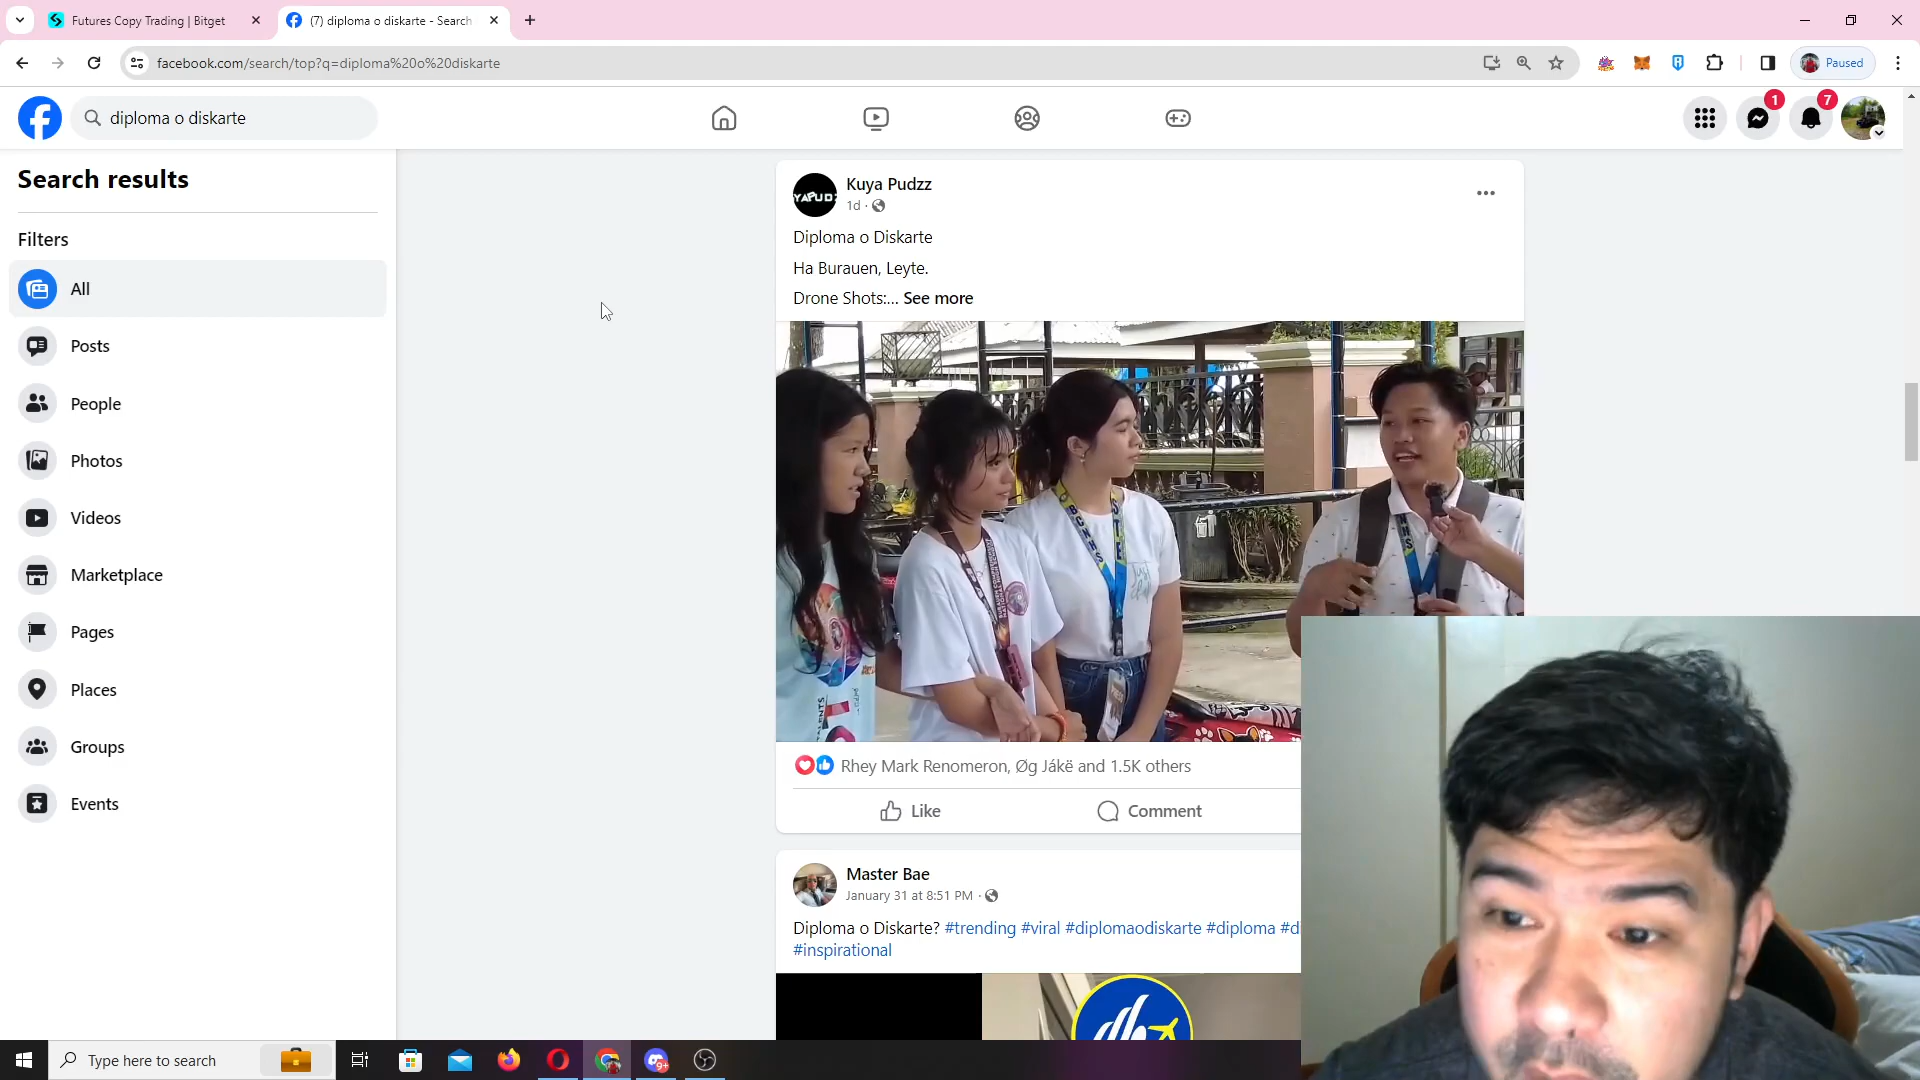 Futures Copy Trading | Bitget
(7) diploma o diskarte - Search
facebook.com/search/top?q=diploma%20o%20diskarte
Paused
diploma o diskarte
1
7
Search results
Filters
All
Posts
People
Photos
Videos
Marketplace
Pages
Places
Groups
Events
Kuya Pudzz
1d ·
Diploma o Diskarte
Ha Burauen, Leyte.
Drone Shots:... See more
Rhey Mark Renomeron, Øg Jákë and 1.5K others
Like
Comment
Master Bae
January 31 at 8:51 PM ·
Diploma o Diskarte? #trending #viral #diplomaodiskarte #diploma #d
#inspirational
Type here to search
9+